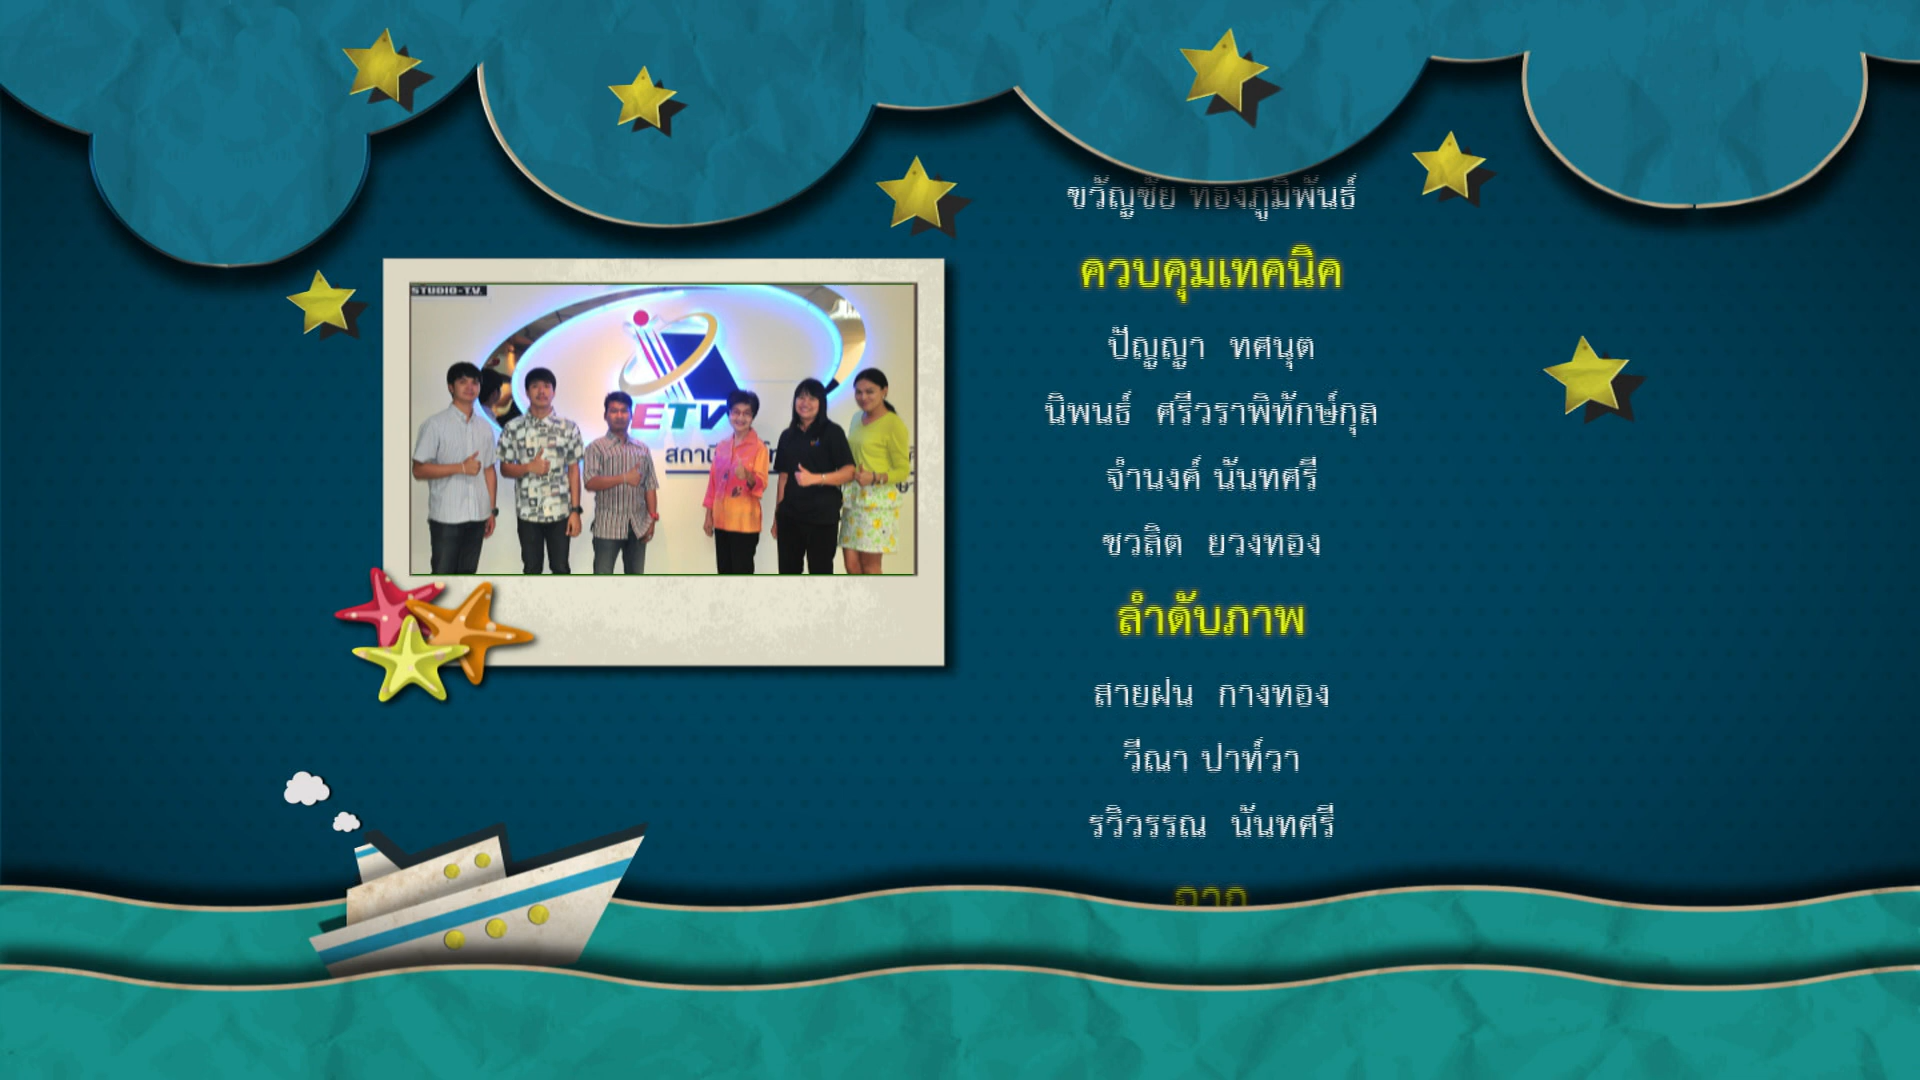 STUDIO-T.V.
ETV
สถานี
ขวัญชัย ทองภูมิพันธ์
ควบคุมเทคนิค
ปัญญา ทศนุต
นิพนธ์ ศรีวราพิทักษ์กุล
จำนงค์ นันทศรี
ชวลิต ยวงทอง
ลำดับภาพ
สายฝน กางทอง
วีณา ปาท์วา
รวิวรรณ นันทศรี